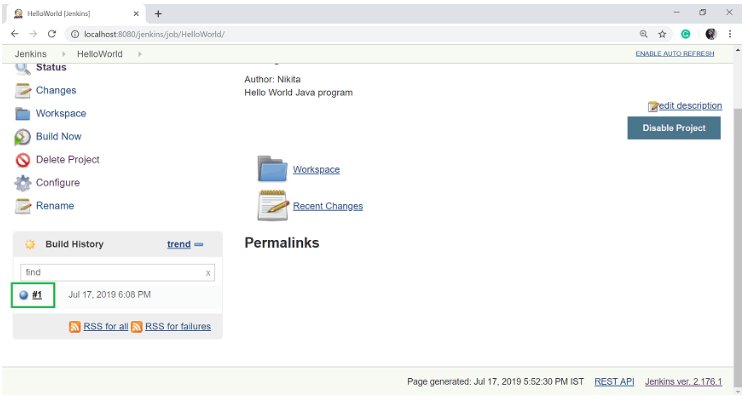 HelloWorld [Jenkins]
localhost:8080/jenkins/job/HelloWorld/
Jenkins HelloWorld ENABLE AUTO REFRESH
Status
Changes
Workspace
Build Now
Delete Project
Configure
Rename
Author: Nikita
Hello World Java program
edit description
Disable Project
Workspace
Recent Changes
Permalinks
Build History trend
find x
#1 Jul 17, 2019 6:08 PM
RSS for all RSS for failures
Page generated: Jul 17, 2019 5:52:30 PM IST REST API Jenkins ver. 2.176.1